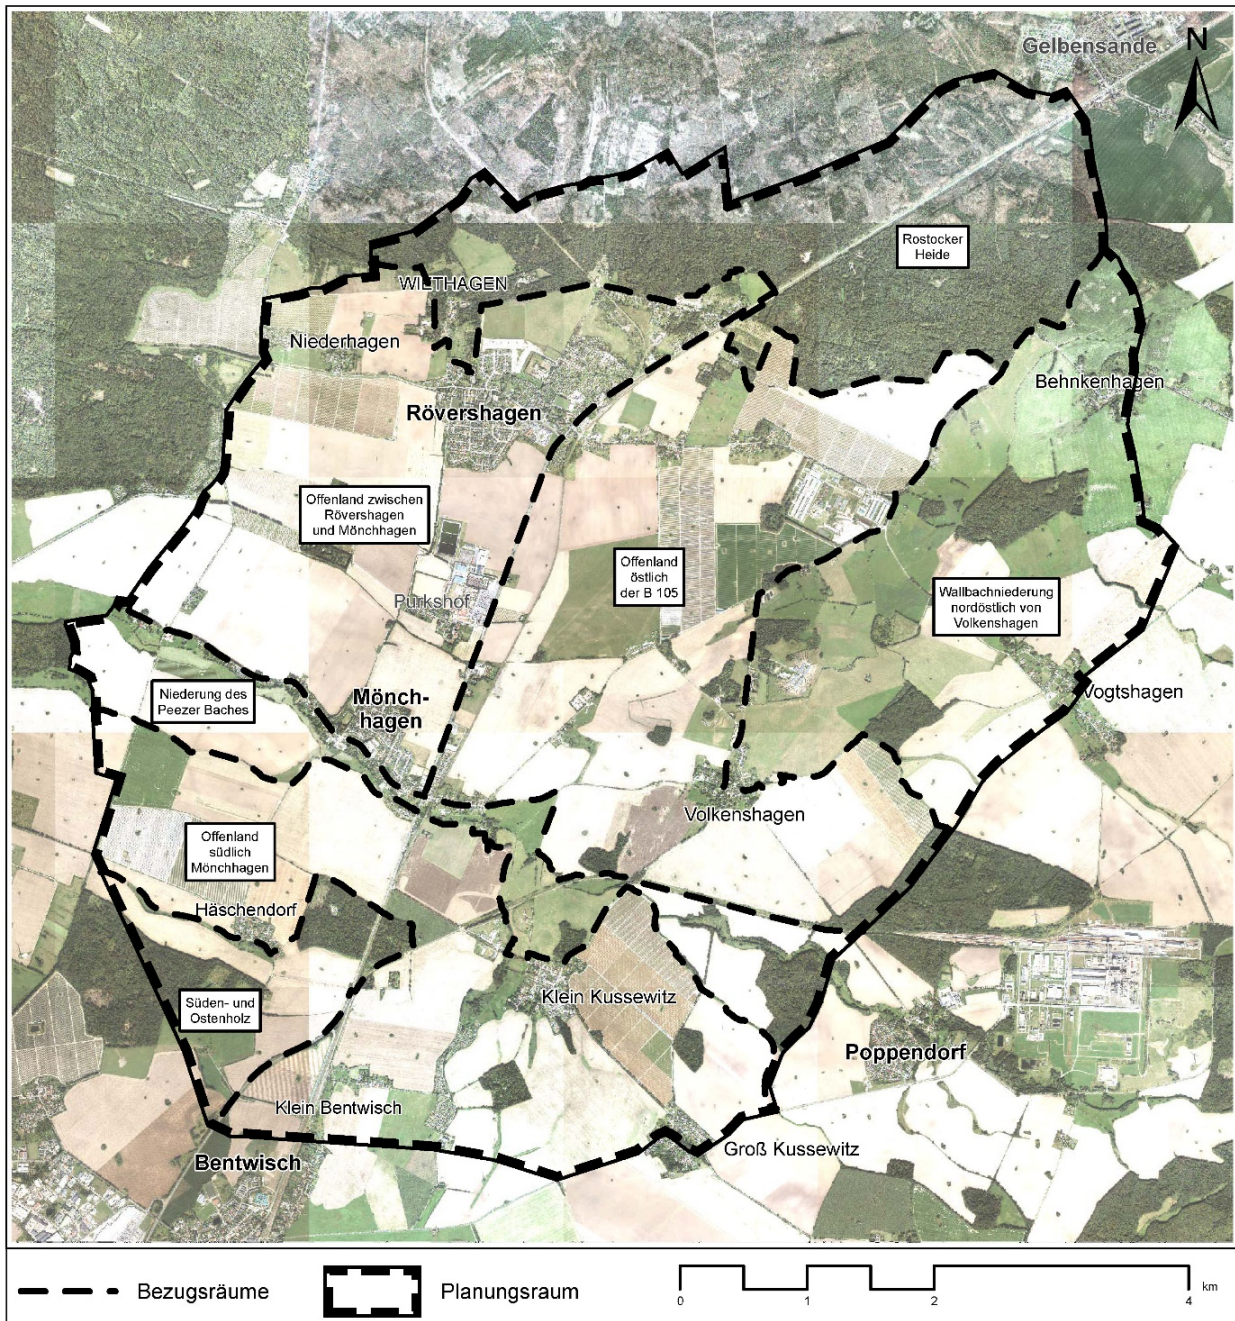 Gelbensande
N
Rostocker
Heide
WILTHAGEN
Niederhagen
Behnkenhagen
Rövershagen
Offenland zwischen
Rövershagen
und Mönchhagen
Offenland
östlich
der B 105
Wallbachniederung
nordöstlich von
Volkenshagen
Purkshof
Niederung des
Peezer Baches
Mönch-
hagen
Vogtshagen
Volkenshagen
Offenland
südlich
Mönchhagen
Häschendorf
Süden- und
Ostenholz
Klein Kussewitz
Poppendorf
Klein Bentwisch
Groß Kussewitz
Bentwisch
Bezugsräume
Planungsraum
km
0 1 2 4